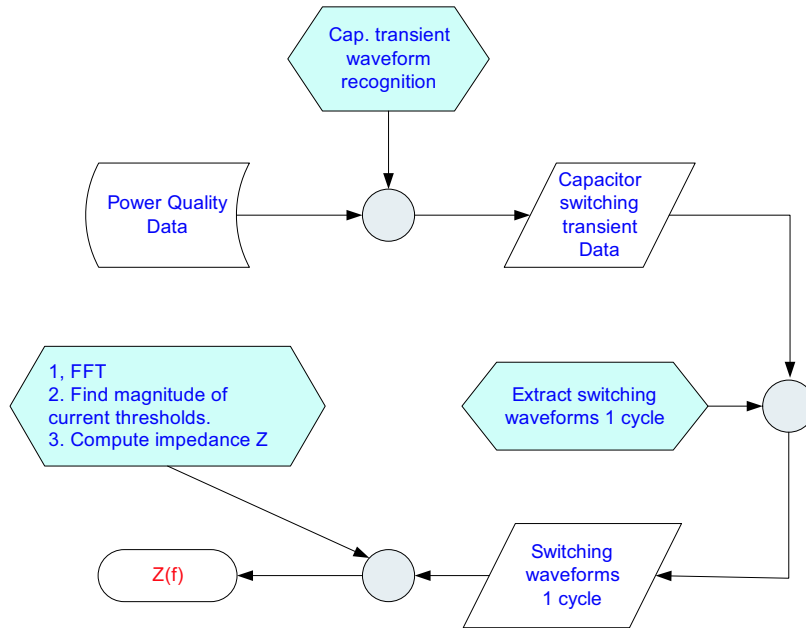 Cap. transient
waveform
recognition
Power Quality
Data
Capacitor
switching
transient
Data
1, FFT
2. Find magnitude of
current thresholds.
3. Compute impedance Z
Extract switching
waveforms 1 cycle
Z(f)
Switching
waveforms
1 cycle